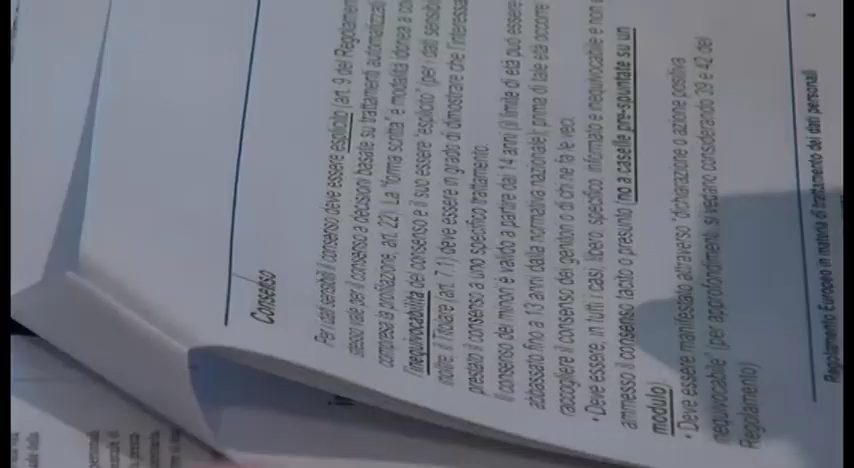 Consenso
Per i dati sensibili il consenso deve essere esplicito (art. 9 del Regolamento
stesso vale per il consenso a decisioni basate su trattamenti automatizzati
compresa la profilazione, art. 22). La "forma scritta" è modalità idonea a
l'inequivocabilità del consenso e il suo essere "esplicito" (per i dati sensibili
Inoltre, il Titolare (art. 7.1) deve essere in grado di dimostrare che l'interessa
prestato il consenso a uno specifico trattamento.
Il consenso dei minori è valido a partire dai 14 anni (il limite di età può essere
abbassato fino a 13 anni dalla normativa nazionale); prima di tale età occorre
raccogliere il consenso dei genitori o di chi ne fa le veci.
• Deve essere, in tutti i casi, libero, specifico, informato e inequivocabile e non
ammesso il consenso tacito o presunto (no a caselle pre-spuntate su un
modulo).
• Deve essere manifestato attraverso "dichiarazione o azione positiva
inequivocabile" (per approfondimenti, si vedano considerando 39 e 42 del
Regolamento)
Regolamento Europeo in materia di trattamento dei dati personali
4